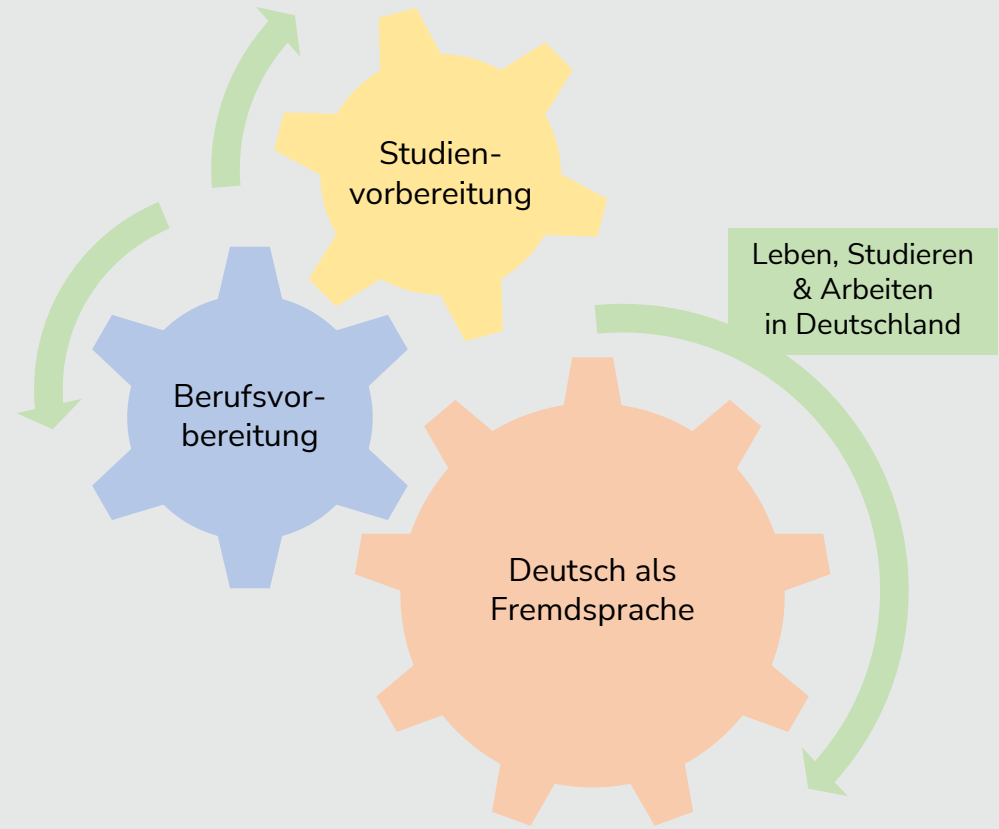 Studien-
vorbereitung
Leben, Studieren
& Arbeiten
in Deutschland
Berufsvor-
bereitung
Deutsch als
Fremdsprache